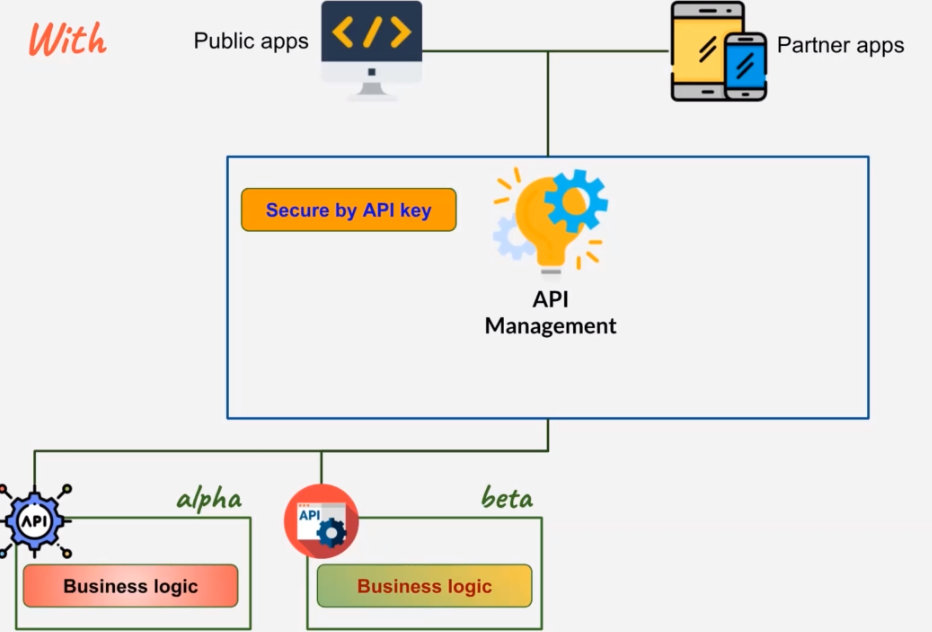 With
Public apps
</>
Partner apps
Secure by API key
API
Management
alpha
beta
API
API
Business logic
Business logic